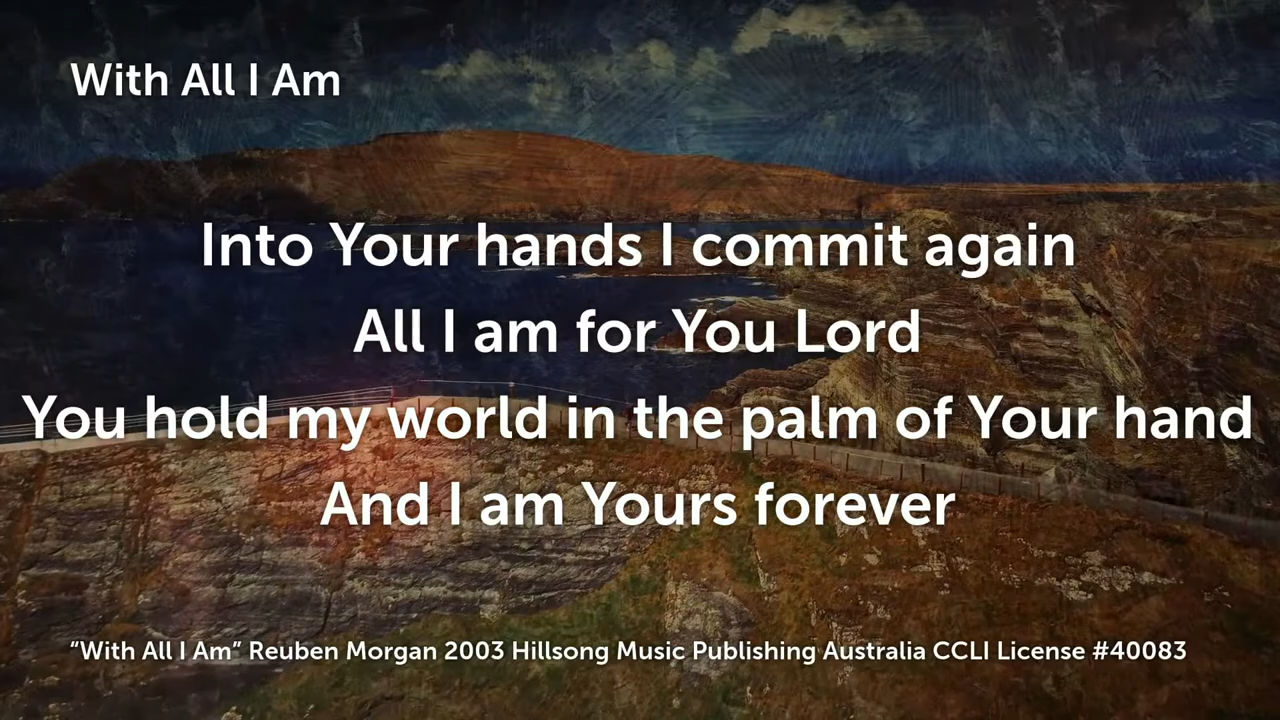 With All I Am
Into Your hands I commit again
All I am for You Lord
You hold my world in the palm of Your hand
And I am Yours forever
“With All I Am” Reuben Morgan 2003 Hillsong Music Publishing Australia CCLI License #40083